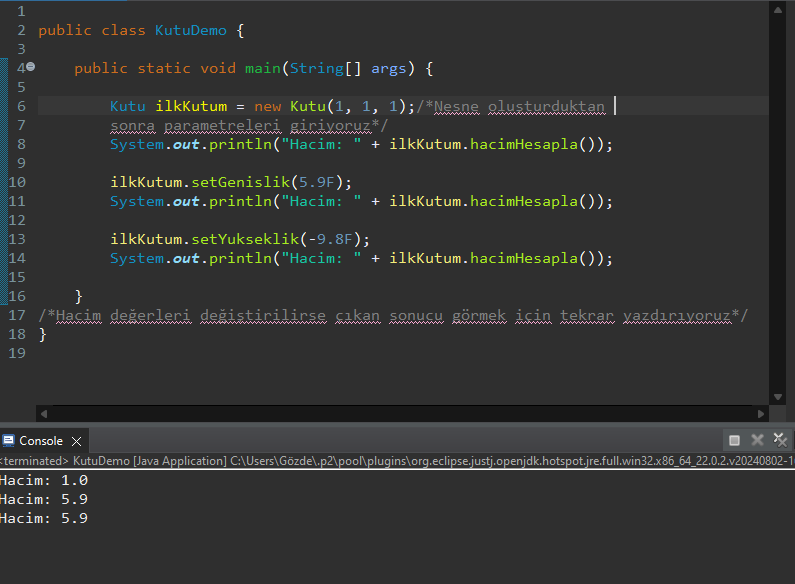 1
2 public class KutuDemo {
3
4 public static void main(String[] args) {
5
6 Kutu ilkKutum = new Kutu(1, 1, 1);/*Nesne olusturduktan
7 sonra parametreleri giriyoruz*/
8 System.out.println("Hacim: " + ilkKutum.hacimHesapla());
9
10 ilkKutum.setGenislik(5.9F);
11 System.out.println("Hacim: " + ilkKutum.hacimHesapla());
12
13 ilkKutum.setYukseklik(-9.8F);
14 System.out.println("Hacim: " + ilkKutum.hacimHesapla());
15
16 }
17 /*Hacim değerleri değistirilirse cıkan sonucu görmek icin tekrar yazdırıyoruz*/
18 }
19
Console
<terminated> KutuDemo [Java Application] C:\Users\Gözde\.p2\pool\plugins\org.eclipse.justj.openjdk.hotspot.jre.full.win32.x86_64_22.0.2.v20240802-1
Hacim: 1.0
Hacim: 5.9
Hacim: 5.9